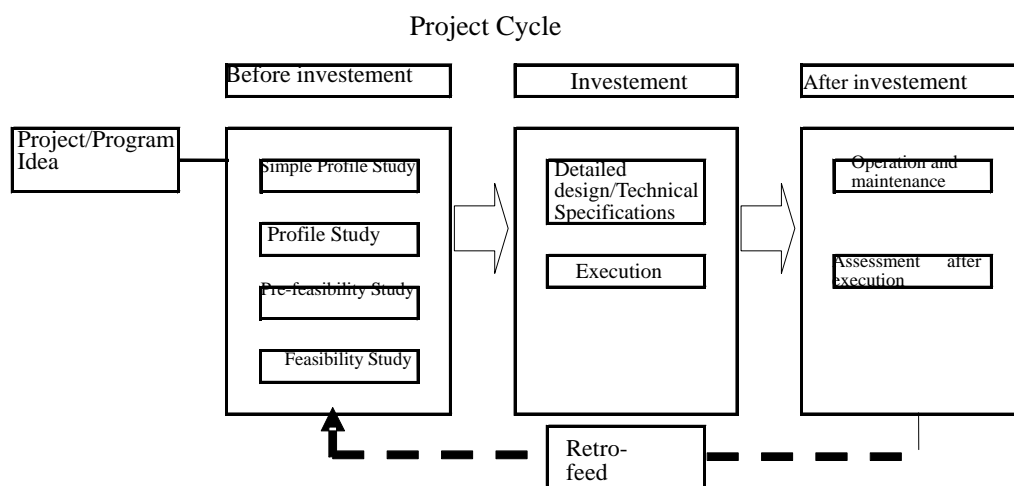 Project Cycle
Before investement
Investement
After investement
Project/Program
Idea
Simple Profile Study
Profile Study
Pre-feasibility Study
Feasibility Study
Detailed
design/Technical
Specifications
Execution
Operation and
maintenance
Assessment after
execution
Retro-
feed